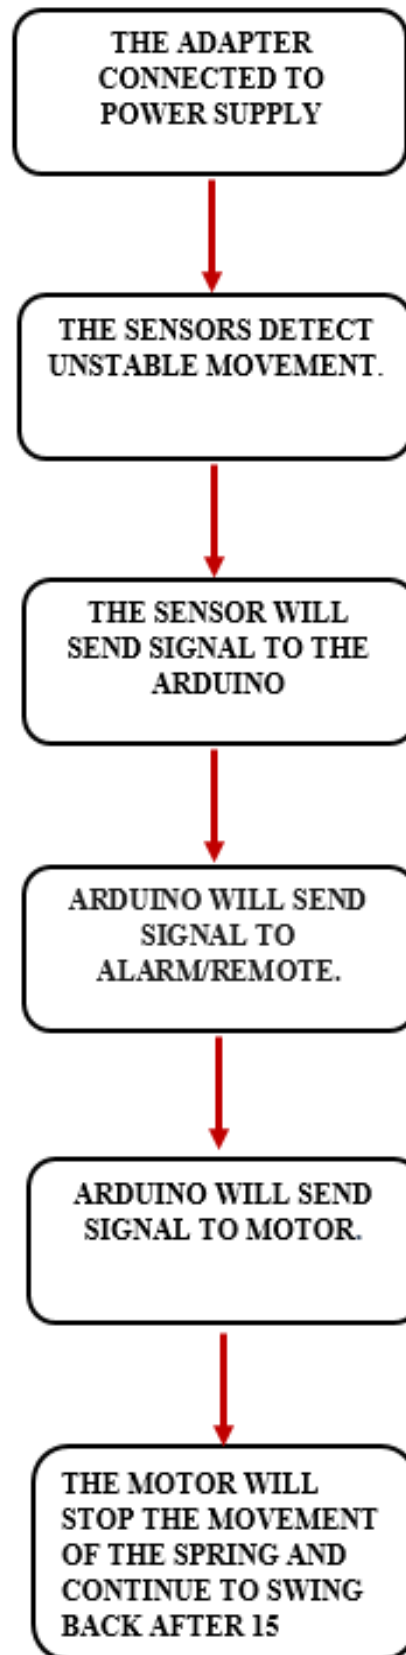 THE ADAPTER
CONNECTED TO
POWER SUPPLY
THE SENSORS DETECT
UNSTABLE MOVEMENT.
THE SENSOR WILL
SEND SIGNAL TO THE
ARDUINO
ARDUINO WILL SEND
SIGNAL TO
ALARM/REMOTE.
ARDUINO WILL SEND
SIGNAL TO MOTOR.
THE MOTOR WILL
STOP THE MOVEMENT
OF THE SPRING AND
CONTINUE TO SWING
BACK AFTER 15